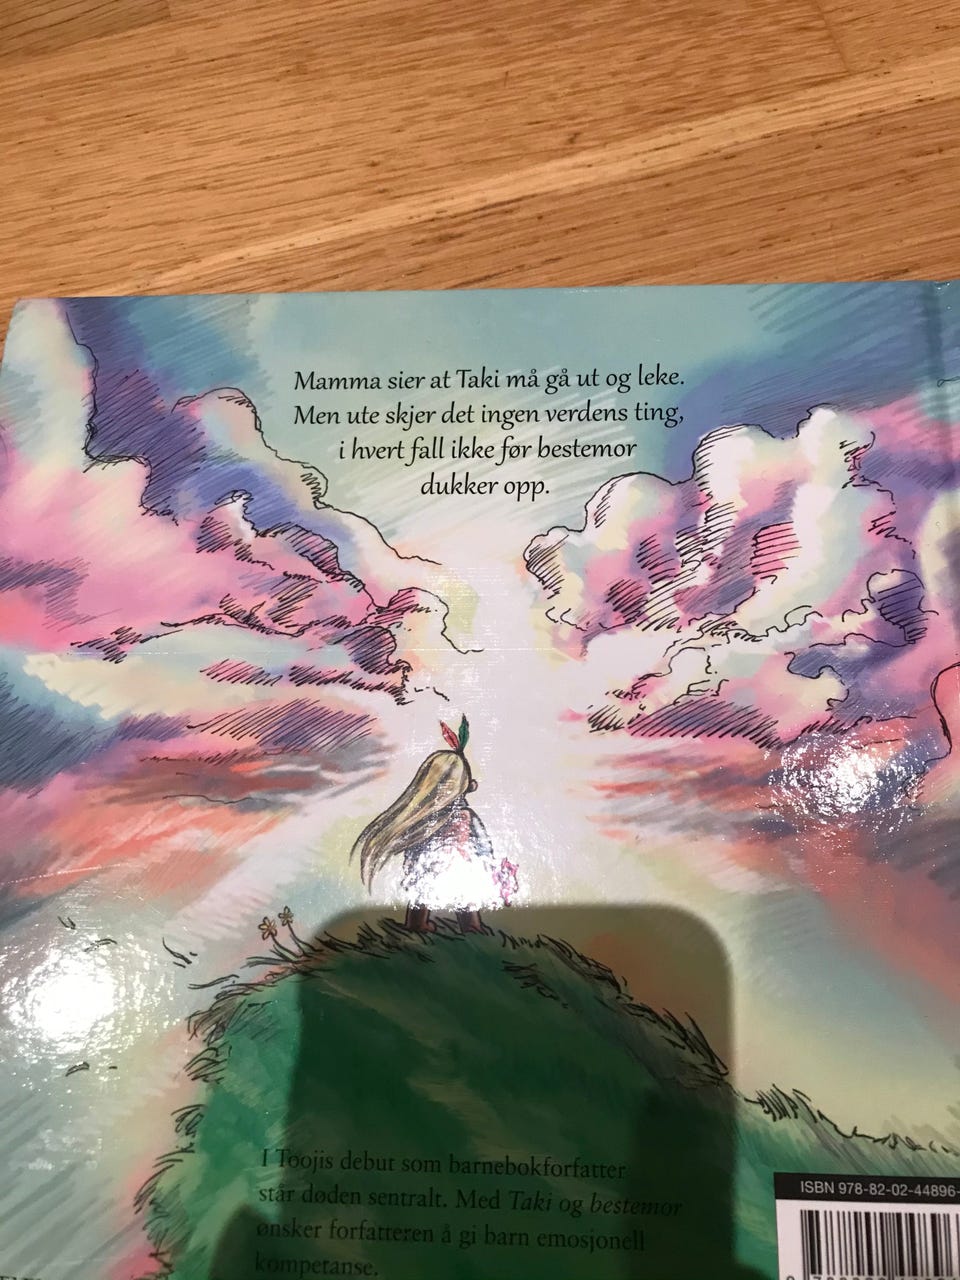 Mamma sier at Taki må gå ut og leke.
Men ute skjer det ingen verdens ting,
i hvert fall ikke før bestemor
dukker opp.
I Toojis debut som barnebokforfatter
står døden sentralt. Med Taki og bestemor
ønsker forfatteren å gi barn emosjonell
kompetanse.
ISBN 978-82-02-44896-